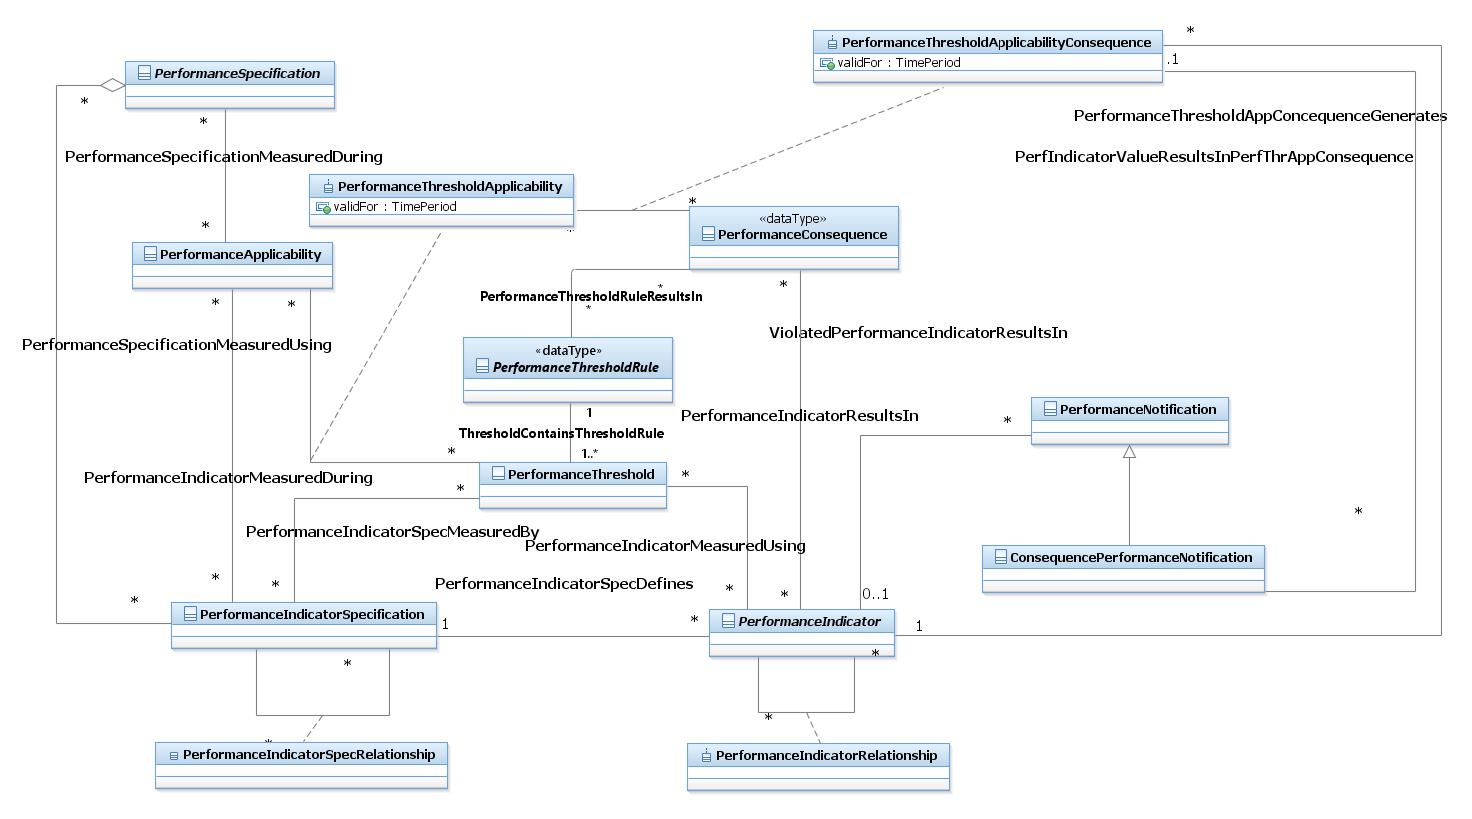 *
PerformanceThresholdApplicabilityConsequence
.1
validFor : TimePeriod
PerformanceSpecification
*
PerformanceThresholdAppConcequenceGenerates
*
PerformanceSpecificationMeasuredDuring
PerfIndicatorValueResultsInPerfThrAppConsequence
PerformanceThresholdApplicability
validFor : TimePeriod
*
*
*
«dataType»
PerformanceConsequence
PerformanceApplicability
*
*
*
*
PerformanceThresholdRuleResultsIn
*
ViolatedPerformanceIndicatorResultsIn
PerformanceSpecificationMeasuredUsing
«dataType»
PerformanceThresholdRule
1
PerformanceIndicatorResultsIn
*
PerformanceNotification
ThresholdContainsThresholdRule
*
1..*
PerformanceIndicatorMeasuredDuring
PerformanceThreshold
*
*
*
PerformanceIndicatorSpecMeasuredBy
PerformanceIndicatorMeasuredUsing
ConsequencePerformanceNotification
*
*
PerformanceIndicatorSpecDefines
*
*
0..1
*
PerformanceIndicatorSpecification
1
*
PerformanceIndicator
1
*
*
*
*
PerformanceIndicatorSpecRelationship
PerformanceIndicatorRelationship